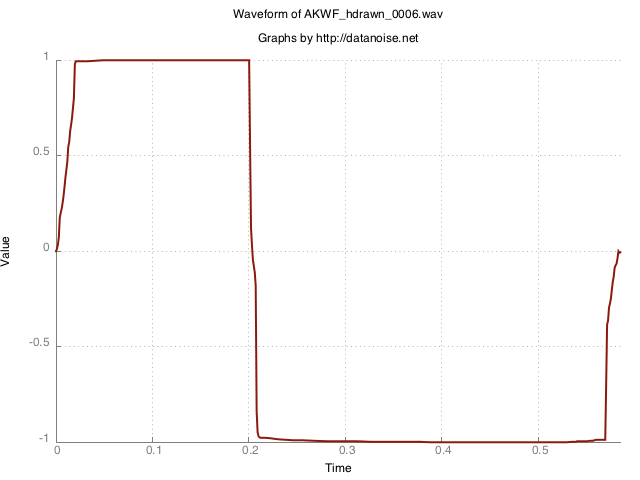 Waveform of AKWF_hdrawn_0006.wav
Graphs by http://datanoise.net
1
0.5
0
-0.5
-1
Value
0 0.1 0.2 0.3 0.4 0.5
Time